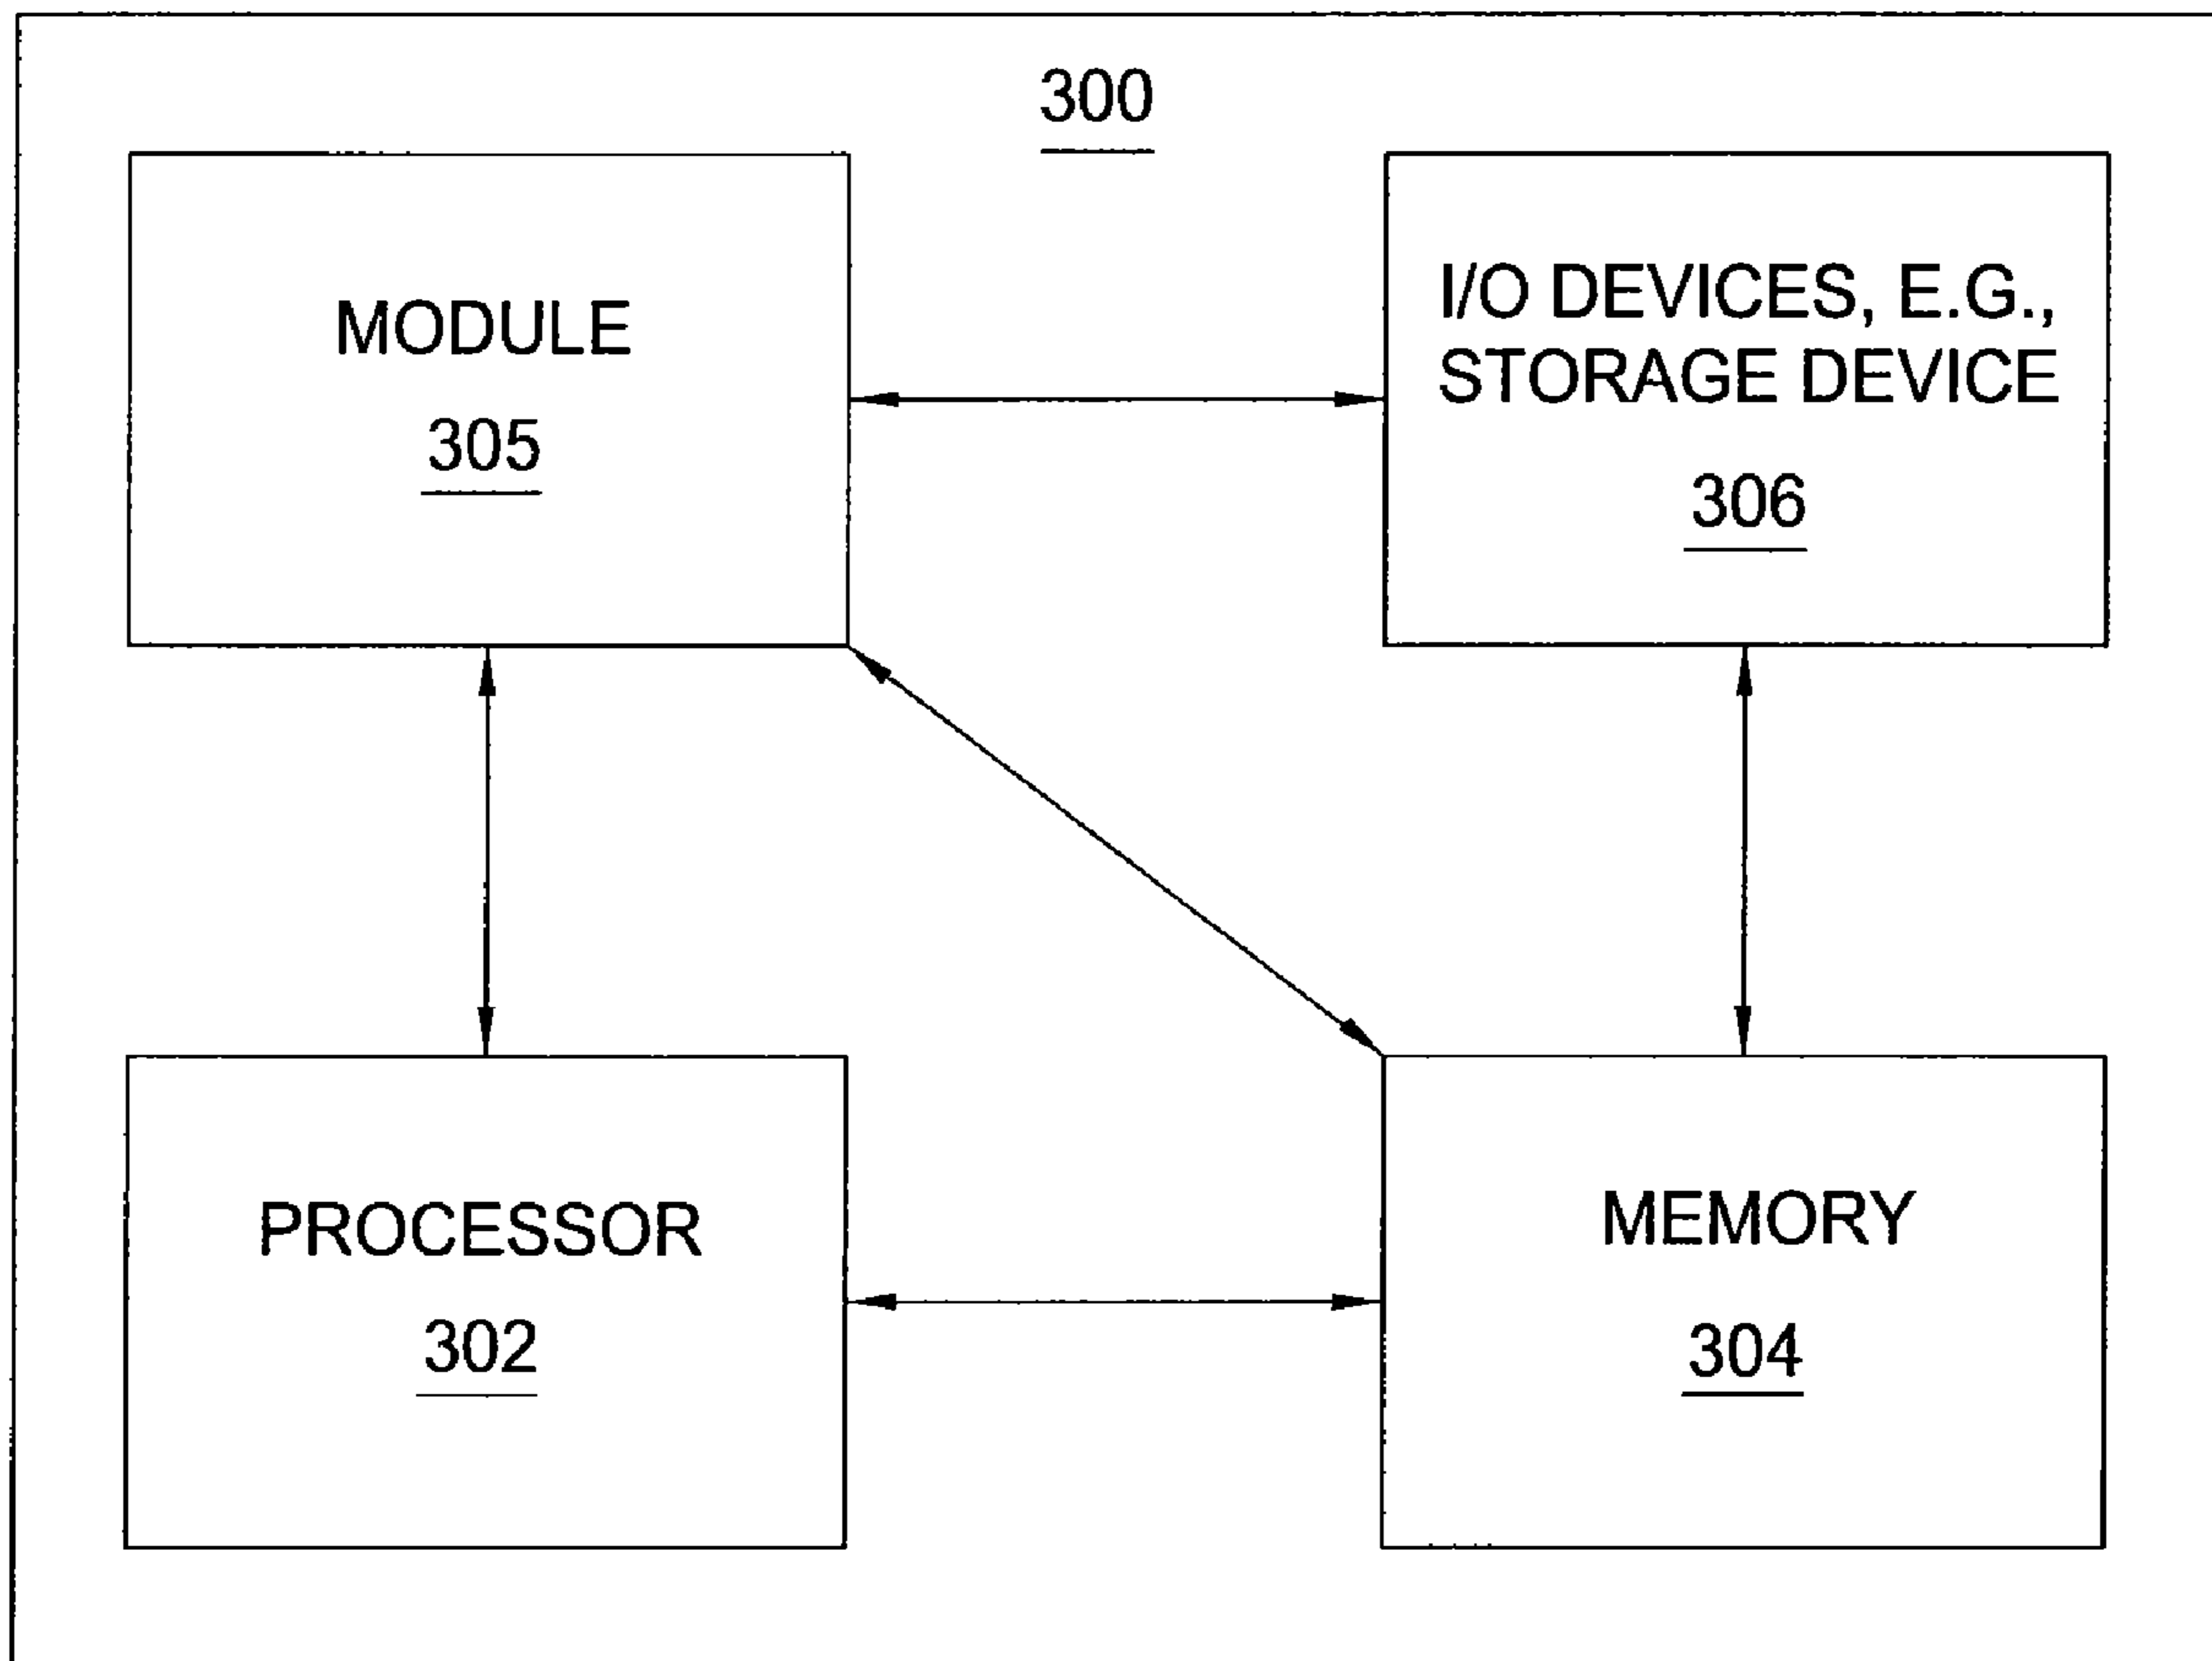 300
MODULE
305
I/O DEVICES, E.G.,
STORAGE DEVICE
306
PROCESSOR
302
MEMORY
304